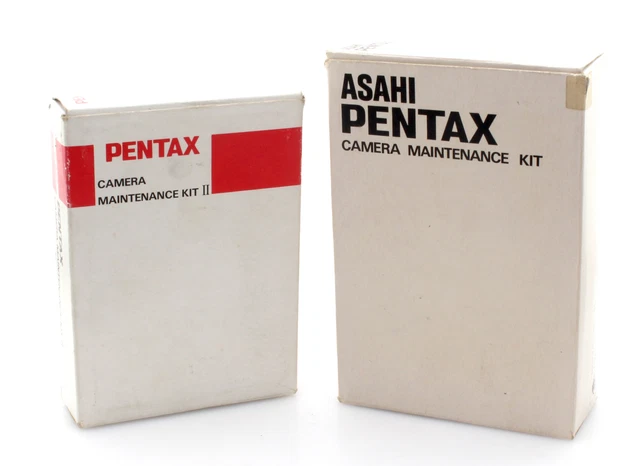 PENTAX
CAMERA
MAINTENANCE KIT II
ASAHI
PENTAX
CAMERA MAINTENANCE KIT